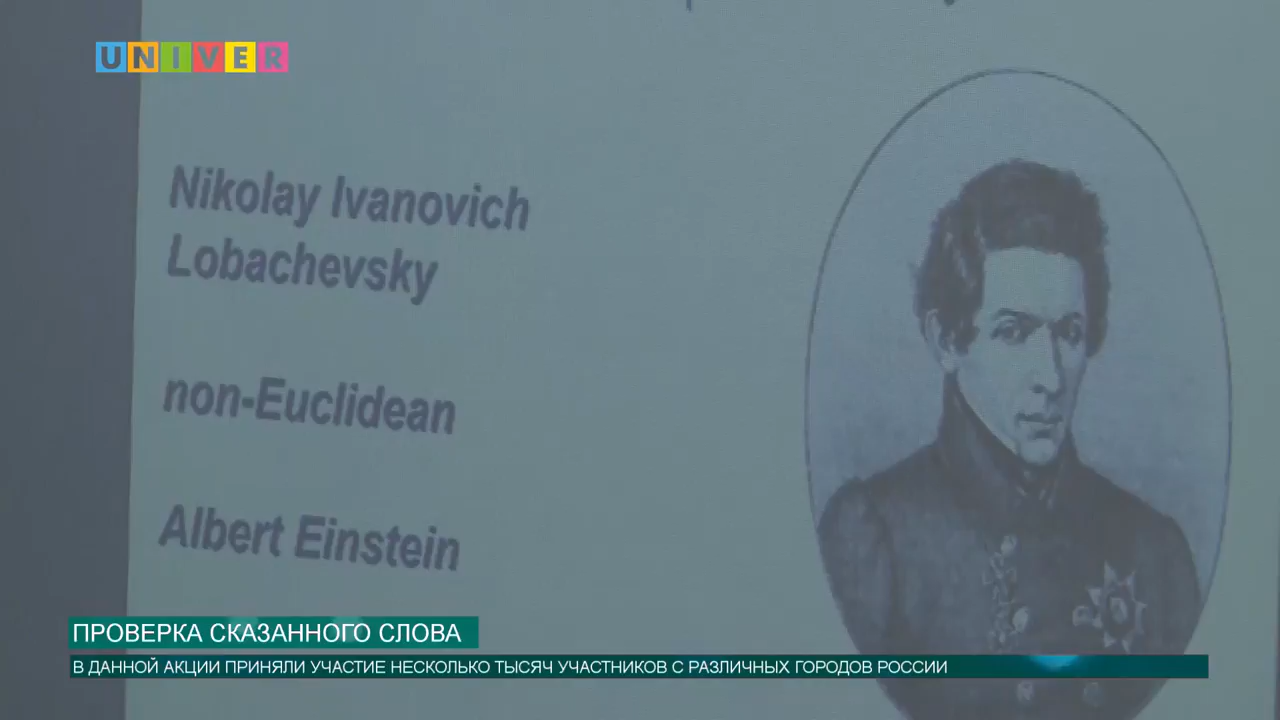 UNIVER
Nikolay Ivanovich
Lobachevsky
non-Euclidean
Albert Einstein
ПРОВЕРКА СКАЗАННОГО СЛОВА
В ДАННОЙ АКЦИИ ПРИНЯЛИ УЧАСТИЕ НЕСКОЛЬКО ТЫСЯЧ УЧАСТНИКОВ С РАЗЛИЧНЫХ ГОРОДОВ РОССИИ